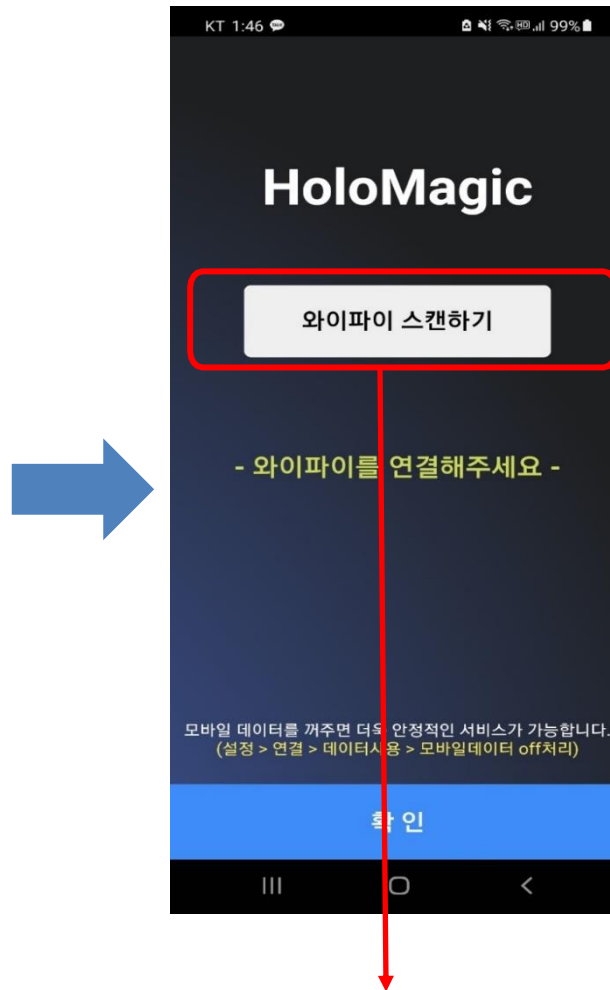 KT 1:46
99%
HoloMagic
와이파이 스캔하기
- 와이파이를 연결해주세요 -
모바일 데이터를 꺼주면 더욱 안정적인 서비스가 가능합니다.
(설정 > 연결 > 데이터사용 > 모바일데이터 off처리)
확 인